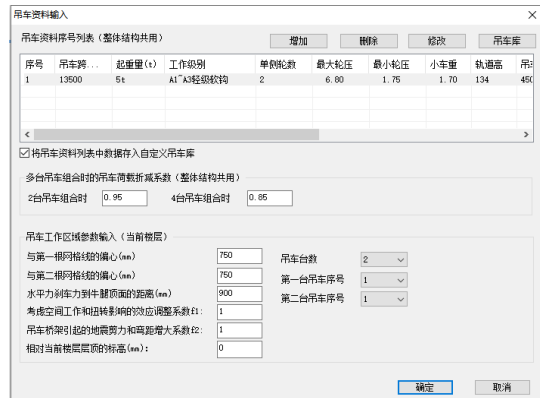 吊车资料输入
吊车资料序号列表（整体结构共用） 增加 删除 修改 吊车库
序号 吊车跨... 起重量(t) 工作级别 单侧轮数 最大轮压 最小轮压 小车重 轨道高
1 13500 5t A1~A3轻级软钩 2 6.80 1.75 1.70 134 450
将吊车资料列表中数据存入自定义吊车库
多台吊车组合时的吊车荷载折减系数（整体结构共用）
2台吊车组合时 0.95 4台吊车组合时 0.85
吊车工作区域参数输入（当前楼层）
与第一根网格线的偏心(mm) 750 吊车台数 2
与第二根网格线的偏心(mm) 750 第一台吊车序号 1
水平力刹车力到牛腿顶面的距离(mm) 900 第二台吊车序号 1
考虑空间工作和扭转影响的效应调整系数f1: 1
吊车桥架引起的地震剪力和弯距增大系数f2: 1
相对当前楼层层顶的标高(mm): 0
确定 取消